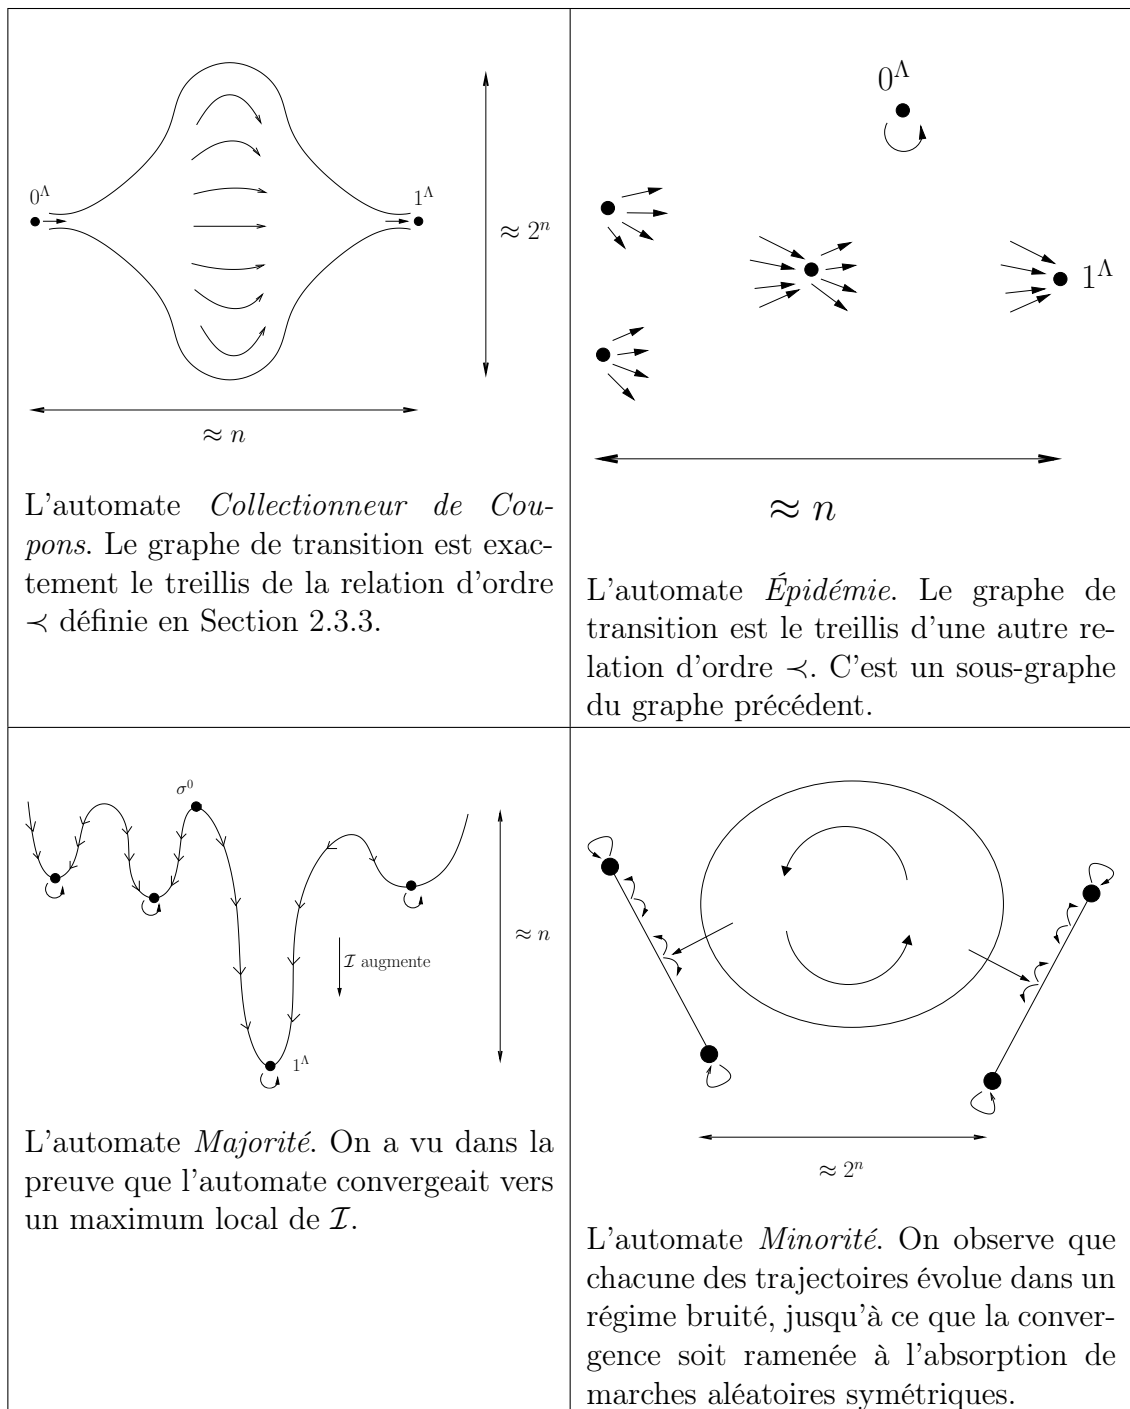 0^Λ
1^Λ
≈ 2^n
≈ n
L'automate Collectionneur de Cou-
pons. Le graphe de transition est exac-
tement le treillis de la relation d'ordre
≺ définie en Section 2.3.3.
0^Λ
1^Λ
≈ n
L'automate Épidémie. Le graphe de
transition est le treillis d'une autre re-
lation d'ordre ≺. C'est un sous-graphe
du graphe précédent.
σ^0
≈ n
ℐ augmente
1^Λ
L'automate Majorité. On a vu dans la
preuve que l'automate convergeait vers
un maximum local de ℐ.
≈ 2^n
L'automate Minorité. On observe que
chacune des trajectoires évolue dans un
régime bruité, jusqu'à ce que la conver-
gence soit ramenée à l'absorption de
marches aléatoires symétriques.